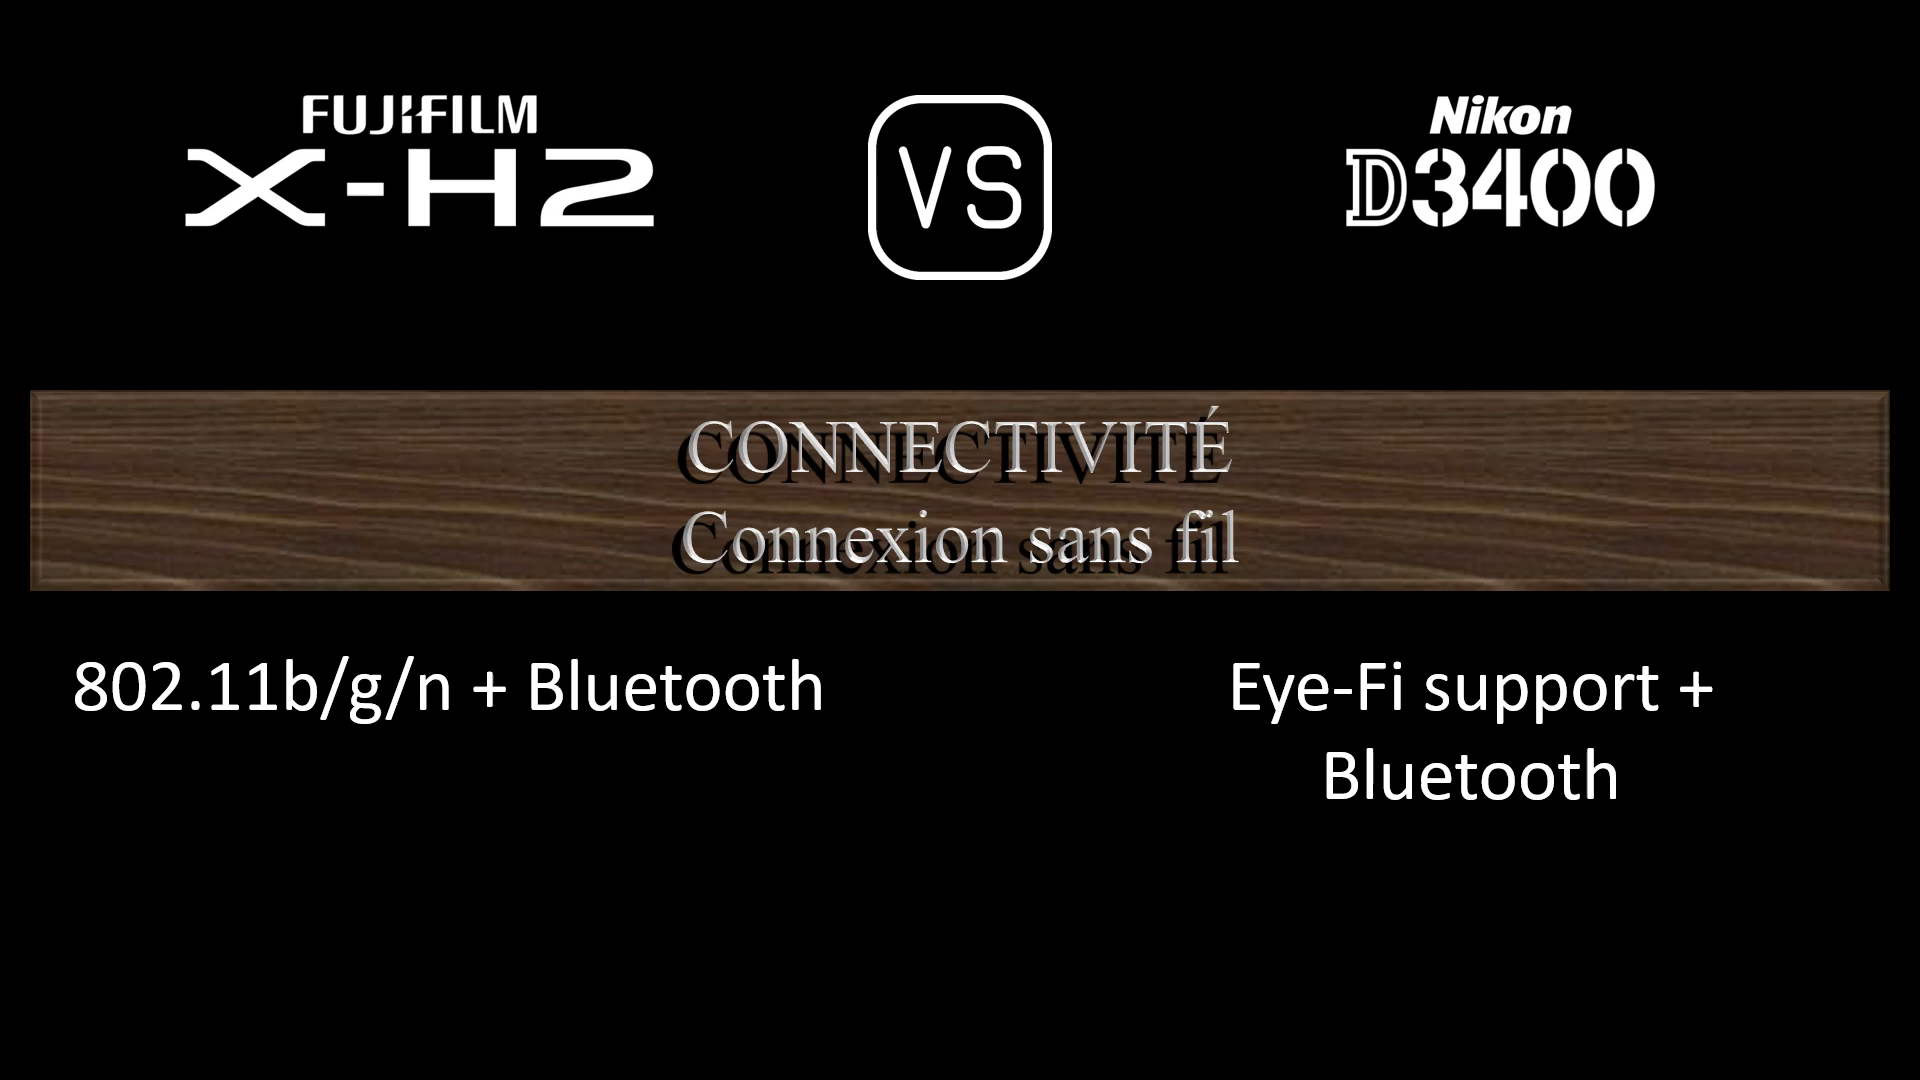 FUJIFILM
X-H2
VS
Nikon
D3400
CONNECTIVITÉ
Connexion sans fil
802.11b/g/n + Bluetooth
Eye-Fi support +
Bluetooth